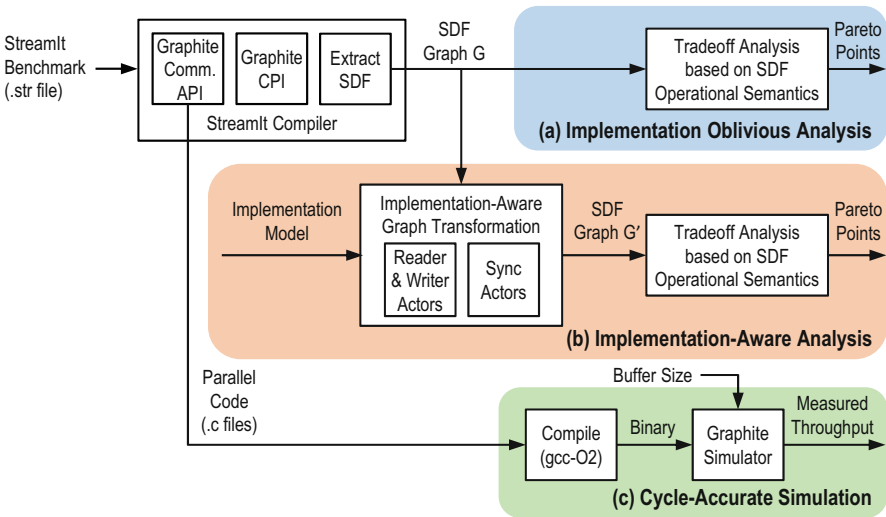 StreamIt
Benchmark
(.str file)
Graphite
Comm.
API
Graphite
CPI
Extract
SDF
StreamIt Compiler
SDF
Graph G
Tradeoff Analysis
based on SDF
Operational Semantics
Pareto
Points
(a) Implementation Oblivious Analysis
Implementation
Model
Implementation-Aware
Graph Transformation
Reader
& Writer
Actors
Sync
Actors
SDF
Graph G′
Tradeoff Analysis
based on SDF
Operational Semantics
Pareto
Points
(b) Implementation-Aware Analysis
Parallel
Code
(.c files)
Buffer Size
Compile
(gcc-O2)
Binary
Graphite
Simulator
Measured
Throughput
(c) Cycle-Accurate Simulation